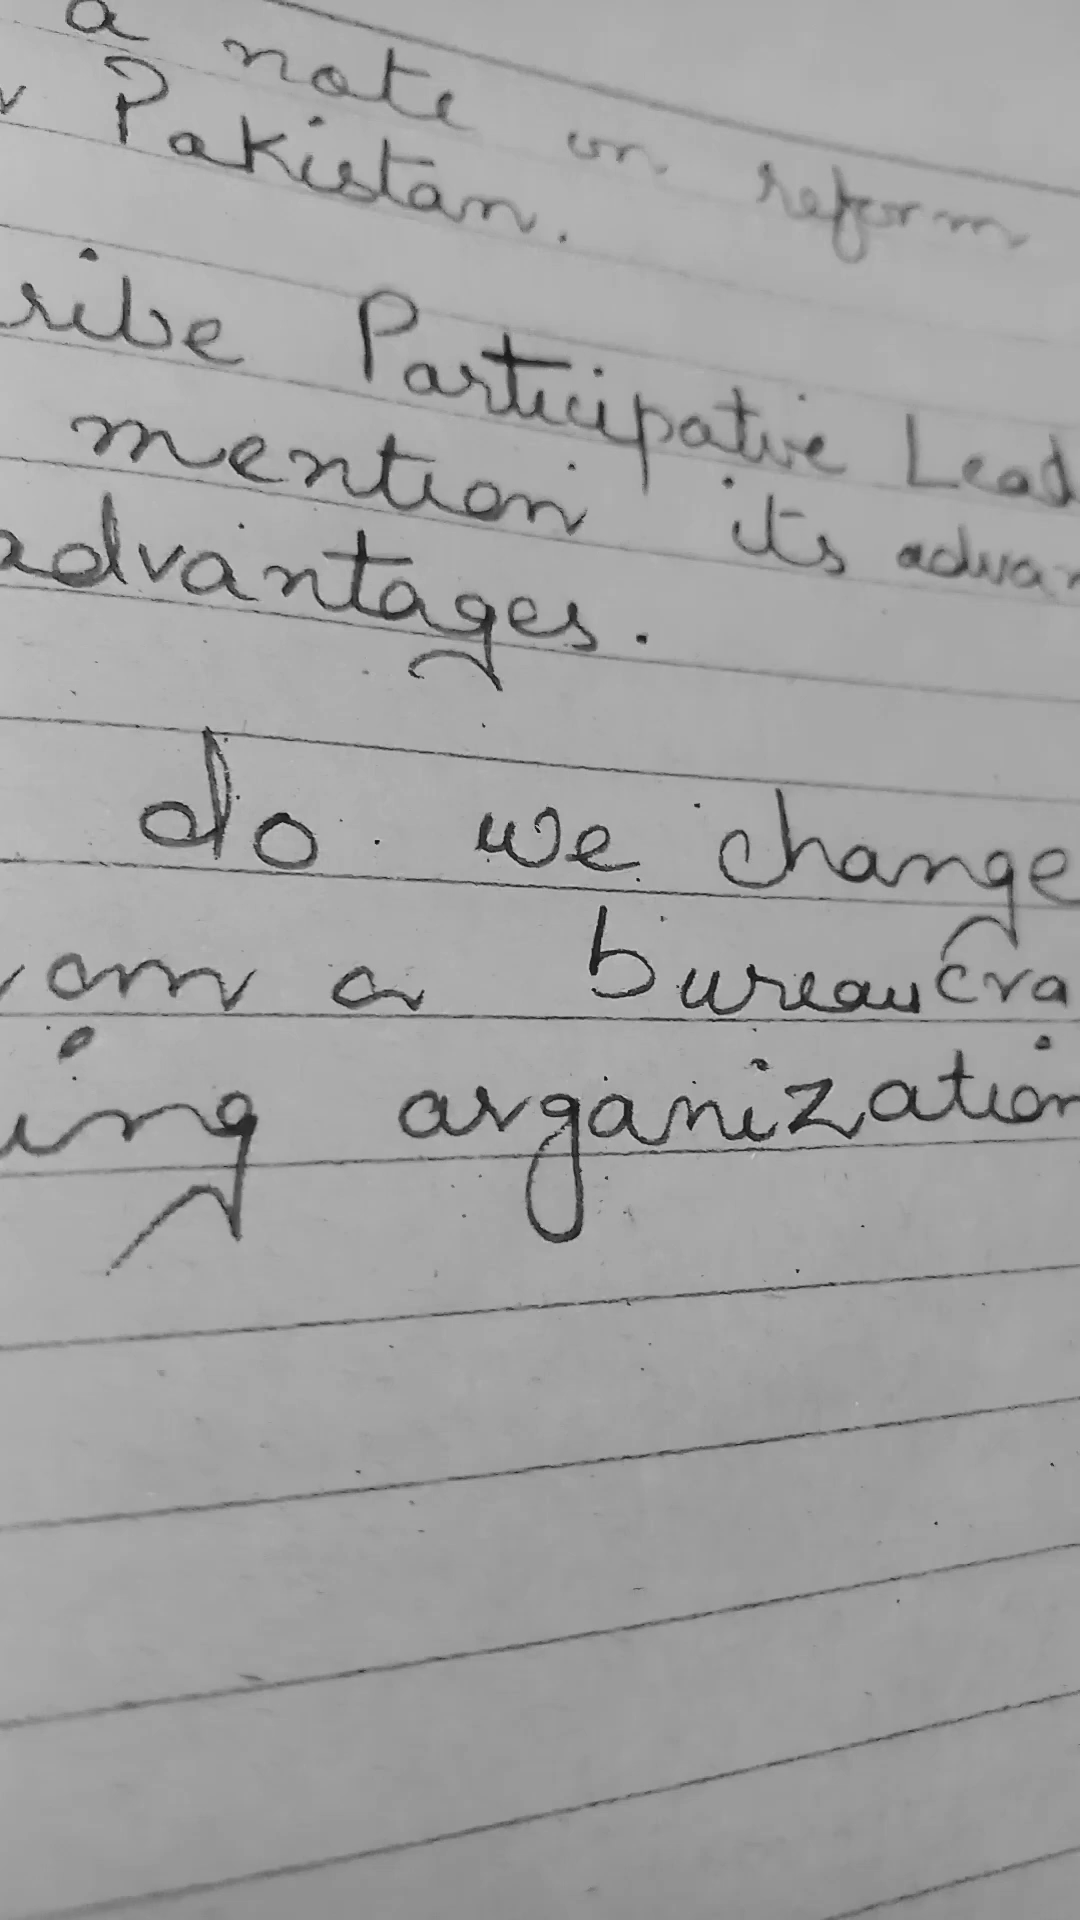 a note on reform
Pakistan.
ribe Participative Lead
mention its advan
advantages.
do we change
om a bureaucra
ing organization